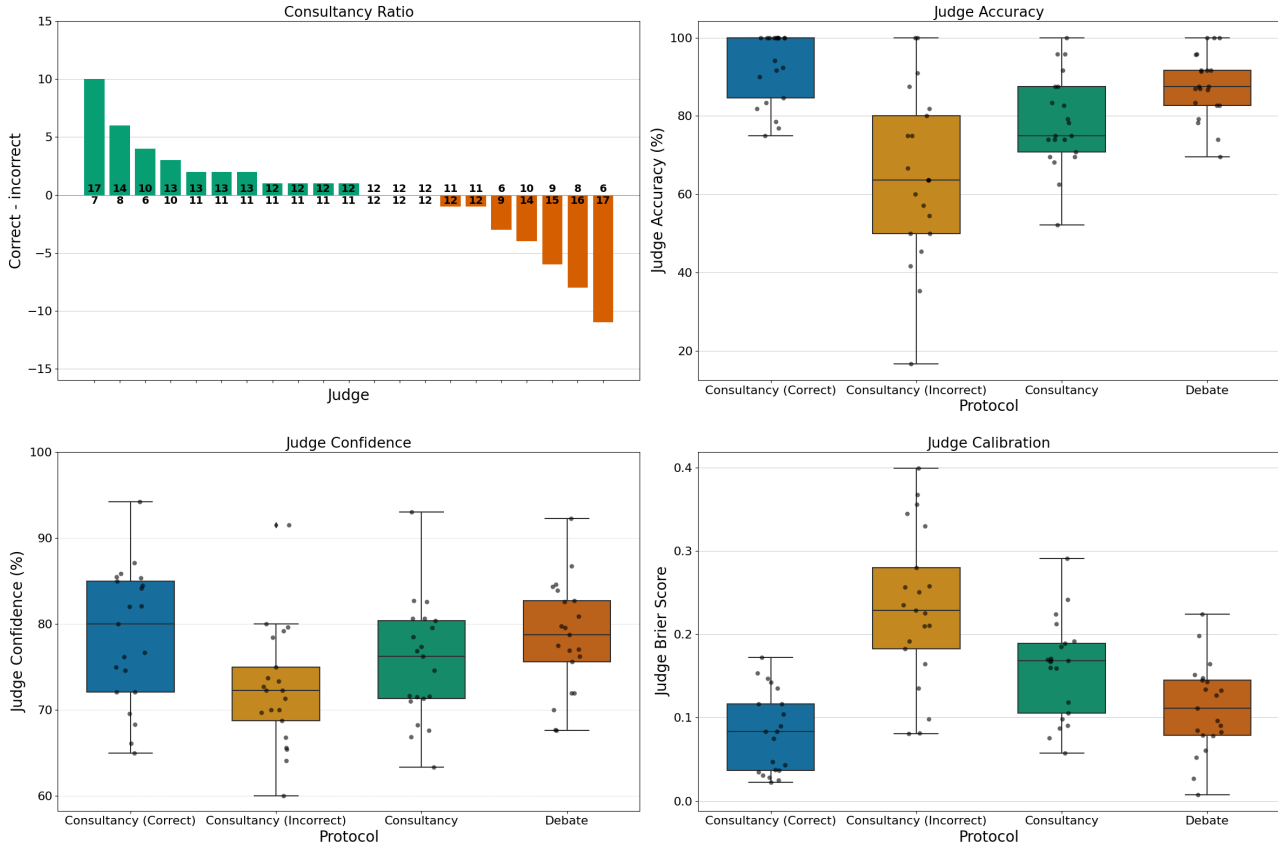 Consultancy Ratio
15
10
5
0
−5
−10
−15
Correct - incorrect
17 14 10 13 13 13 13 12 12 12 12 12 12 12 11 11 6 10 9 8 6
7 8 6 10 11 11 11 11 11 11 11 12 12 12 12 12 9 14 15 16 17
Judge
Judge Accuracy
100
80
60
40
20
Judge Accuracy (%)
Consultancy (Correct) Consultancy (Incorrect) Consultancy Debate
Protocol
Judge Confidence
100
90
80
70
60
Judge Confidence (%)
Consultancy (Correct) Consultancy (Incorrect) Consultancy Debate
Protocol
Judge Calibration
0.4
0.3
0.2
0.1
0.0
Judge Brier Score
Consultancy (Correct) Consultancy (Incorrect) Consultancy Debate
Protocol